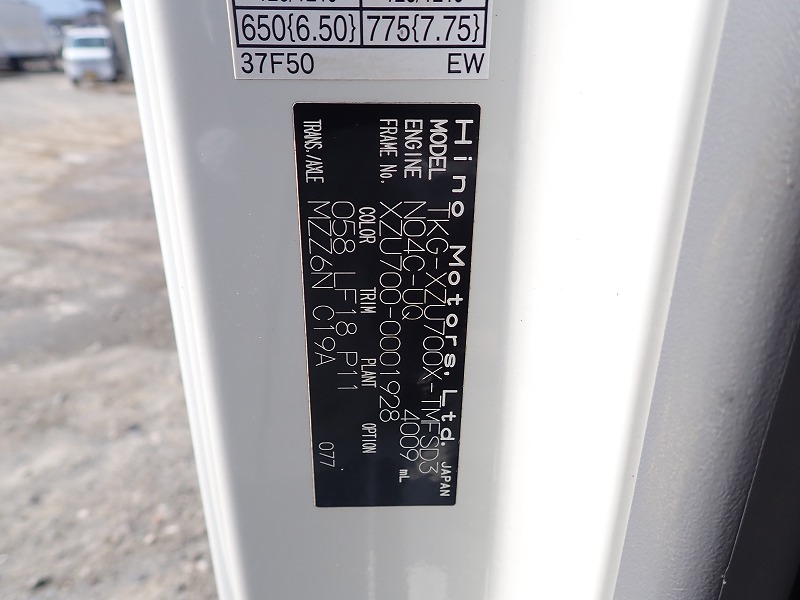 650{6.50} 775{7.75}
37F50 EW
Hino Motors, Ltd. JAPAN
MODEL TKG-XZU700X-TMFSD3
ENGINE N04C-UQ 4009 mL
FRAME No. XZU700-0001928
COLOR TRIM PLANT OPTION
058 LF18 P11
TRANS./AXLE MZZ6N C19A 077